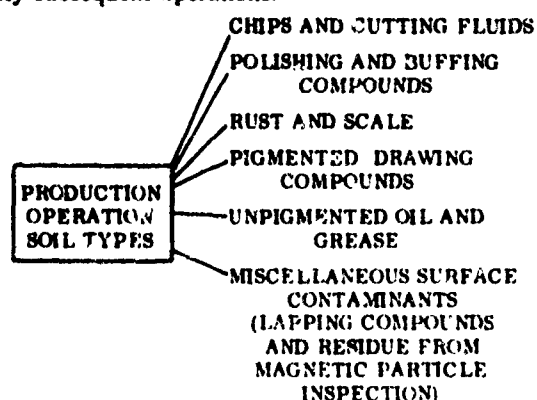 subsequent operations.
CHIPS AND CUTTING FLUIDS
POLISHING AND BUFFING
COMPOUNDS
RUST AND SCALE
PIGMENTED DRAWING
COMPOUNDS
PRODUCTION
OPERATION
SOIL TYPES
UNPIGMENTED OIL AND
GREASE
MISCELLANEOUS SURFACE
CONTAMINANTS
(LAPPING COMPOUNDS
AND RESIDUE FROM
MAGNETIC PARTICLE
INSPECTION)